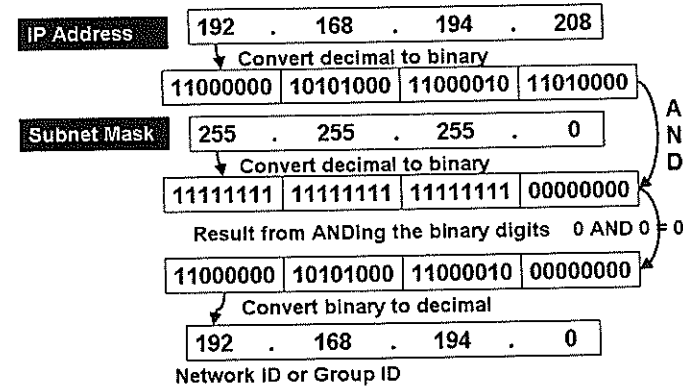 IP Address 192 . 168 . 194 . 208
Convert decimal to binary
11000000 10101000 11000010 11010000
AND
Subnet Mask 255 . 255 . 255 . 0
Convert decimal to binary
11111111 11111111 11111111 00000000
Result from ANDing the binary digits 0 AND 0 = 0
11000000 10101000 11000010 00000000
Convert binary to decimal
192 . 168 . 194 . 0
Network ID or Group ID